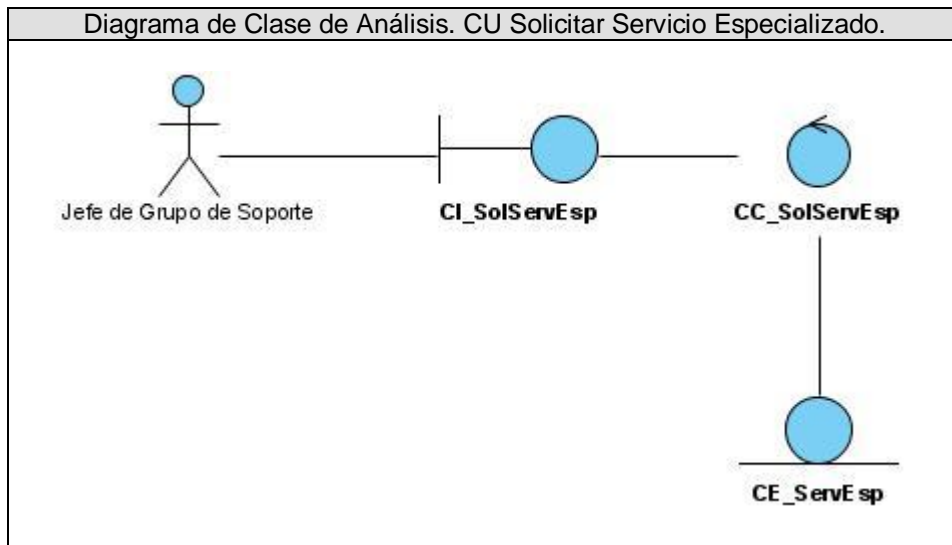 Diagrama de Clase de Análisis. CU Solicitar Servicio Especializado.
Jefe de Grupo de Soporte
CI_SolServEsp
CC_SolServEsp
CE_ServEsp